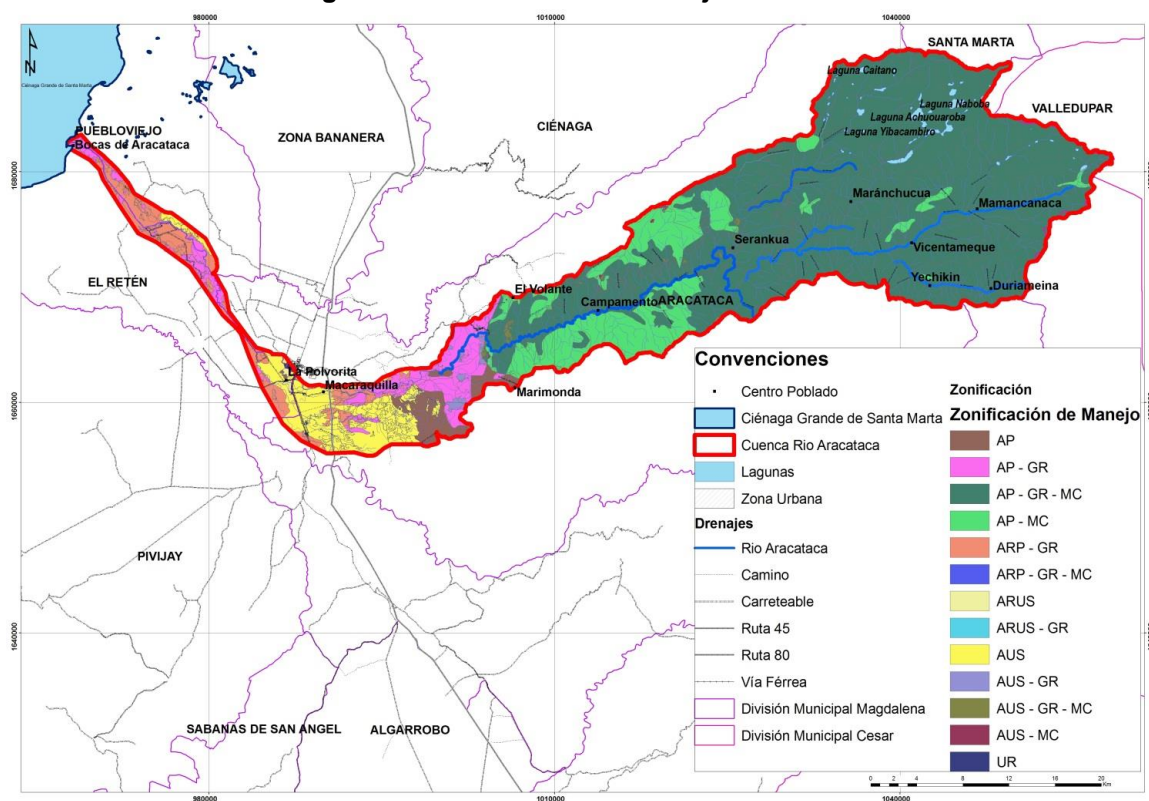 980000
1010000
1040000
N
SANTA MARTA
Laguna Caitano
Ciénaga Grande de Santa Marta
Laguna Naboba
VALLEDUPAR
Laguna Achuouaroba
PUEBLOVIEJO
ZONA BANANERA
CIÉNAGA
Laguna Yibacambiro
Bocas de Aracataca
1680000
Maránchucua
Mamancanaca
Serankua
Vicentameque
EL RETÉN
El Volante
Yechikin
Duriameina
Campamento
ARACATACA
La Polvorita
Macaraquilla
Marimonda
1660000
PIVIJAY
1640000
SABANAS DE SAN ANGEL
ALGARROBO
Convenciones
Centro Poblado
Ciénaga Grande de Santa Marta
Cuenca Rio Aracataca
Lagunas
Zona Urbana
Drenajes
Rio Aracataca
Camino
Carreteable
Ruta 45
Ruta 80
Vía Férrea
División Municipal Magdalena
División Municipal Cesar
Zonificación
Zonificación de Manejo
AP
AP - GR
AP - GR - MC
AP - MC
ARP - GR
ARP - GR - MC
ARUS
ARUS - GR
AUS
AUS - GR
AUS - GR - MC
AUS - MC
UR
0 2 4 8 12 16 20
Km
980000
1010000
1040000